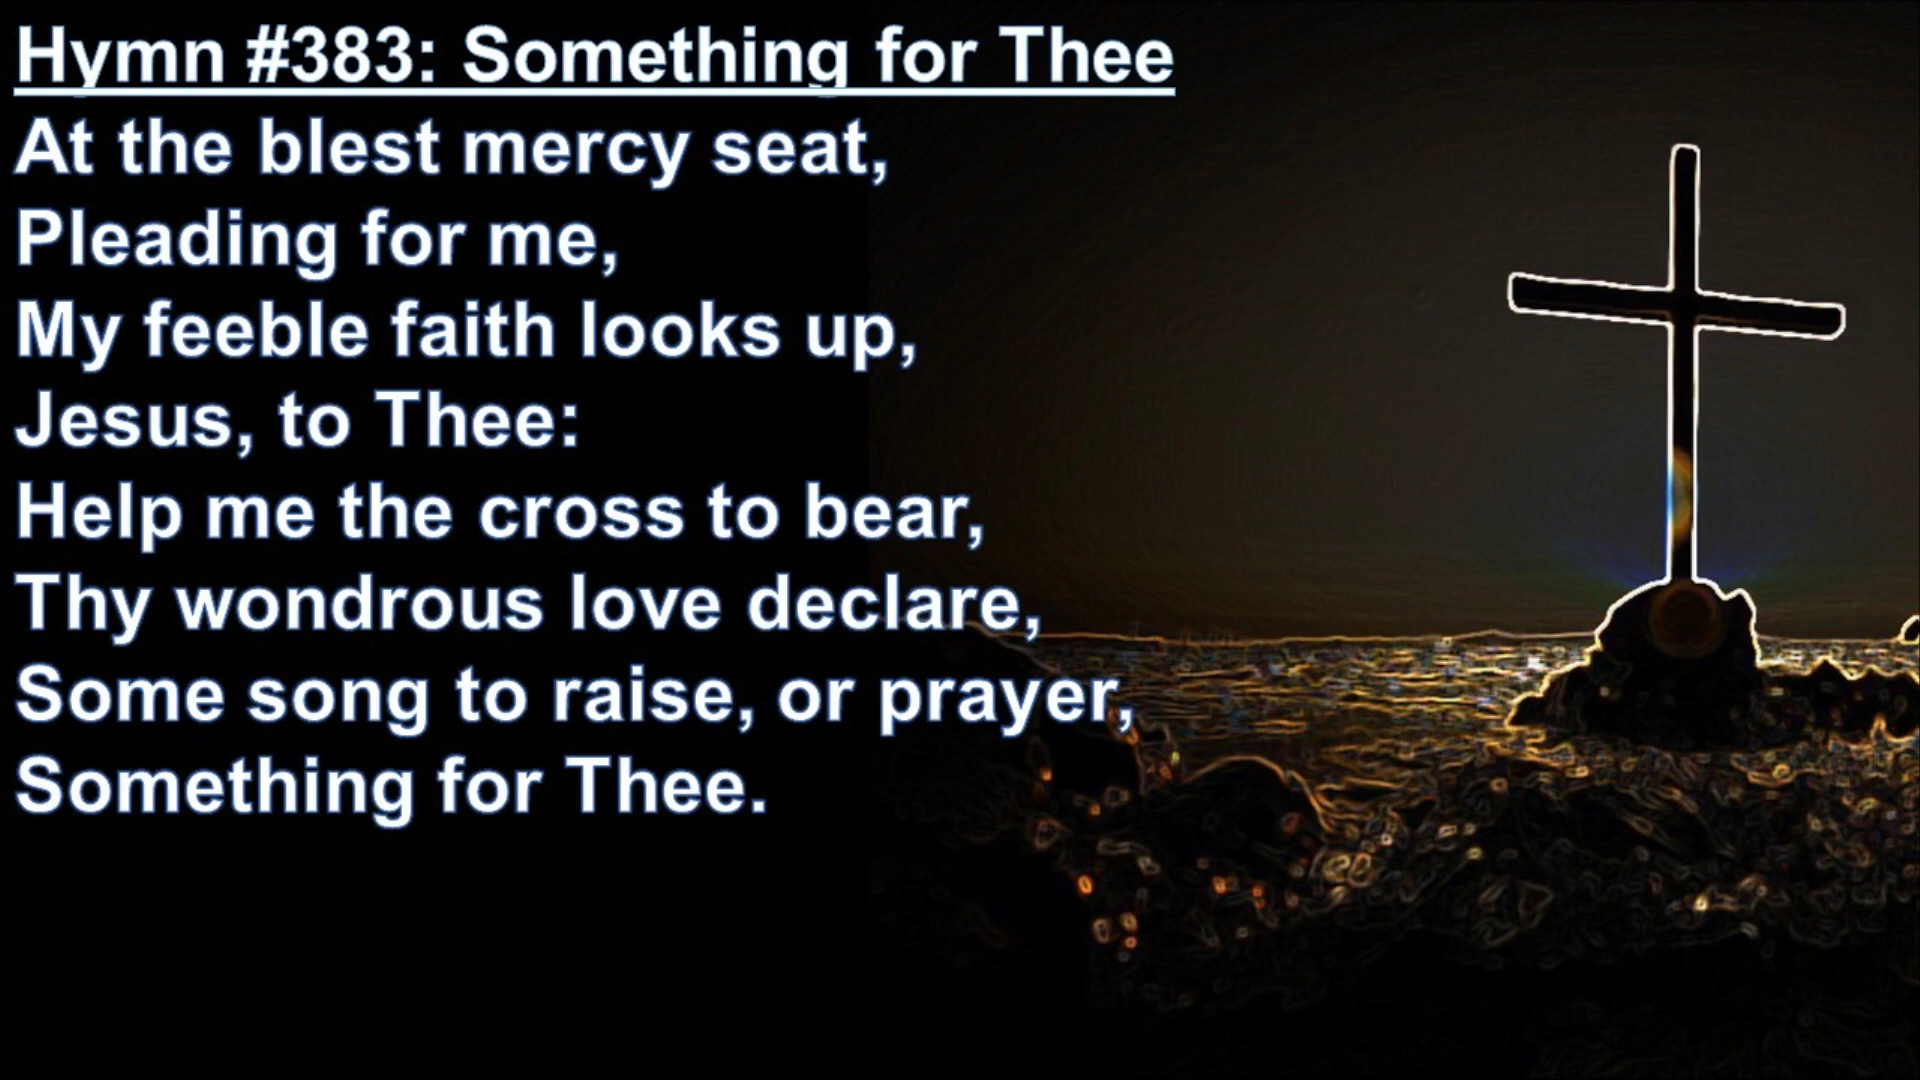 Hymn #383: Something for Thee
At the blest mercy seat,
Pleading for me,
My feeble faith looks up,
Jesus, to Thee:
Help me the cross to bear,
Thy wondrous love declare,
Some song to raise, or prayer,
Something for Thee.